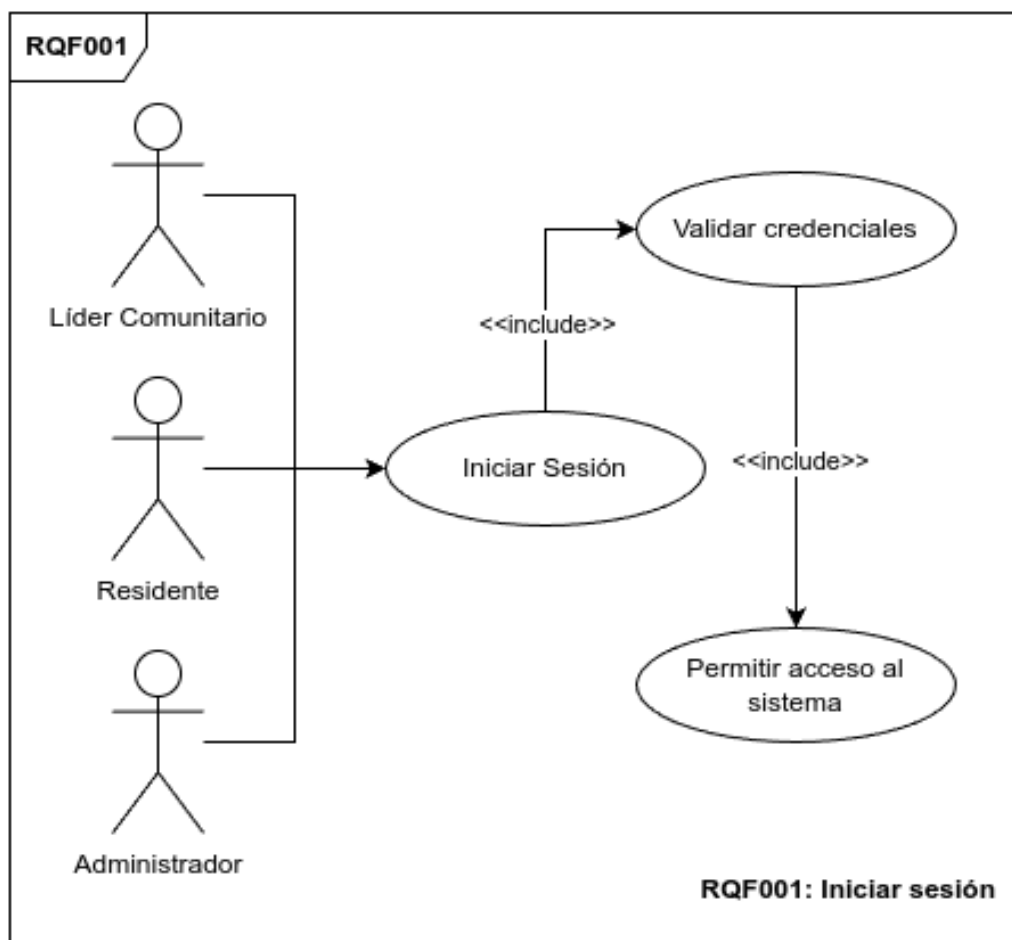 RQF001
Líder Comunitario
Validar credenciales
<<include>>
Iniciar Sesión
<<include>>
Residente
Permitir acceso al
sistema
Administrador
RQF001: Iniciar sesión